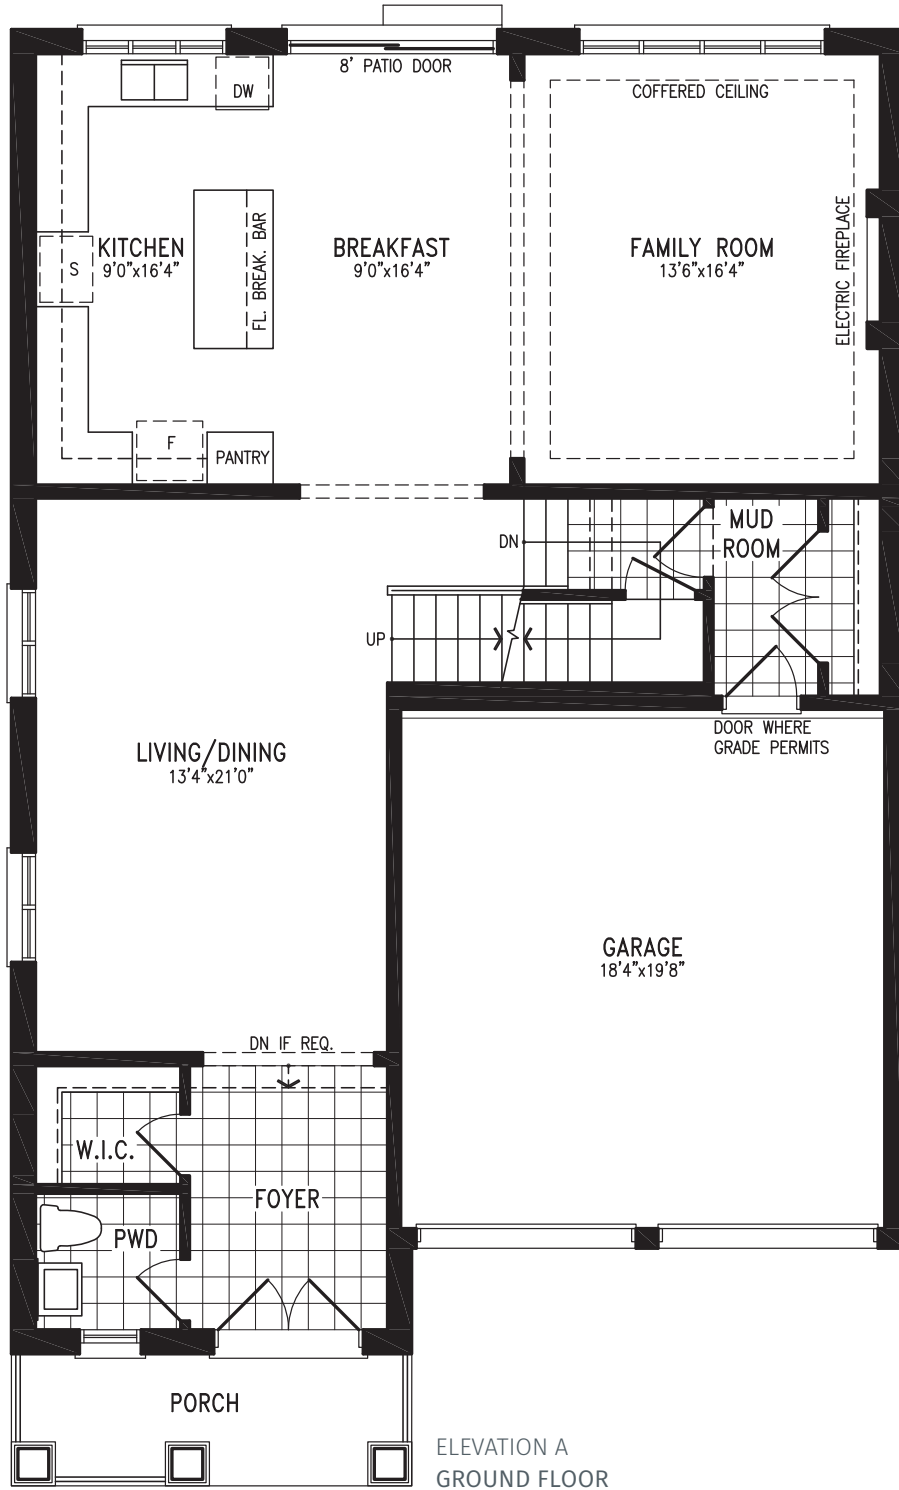 8' PATIO DOOR
DW
COFFERED CEILING
KITCHEN
9'0"x16'4"
S
FL. BREAK. BAR
BREAKFAST
9'0"x16'4"
FAMILY ROOM
13'6"x16'4"
ELECTRIC FIREPLACE
F
PANTRY
DN
MUD
ROOM
UP
DOOR WHERE
GRADE PERMITS
LIVING/DINING
13'4"x21'0"
GARAGE
18'4"x19'8"
DN IF REQ.
W.I.C.
FOYER
PWD
PORCH
ELEVATION A
GROUND FLOOR